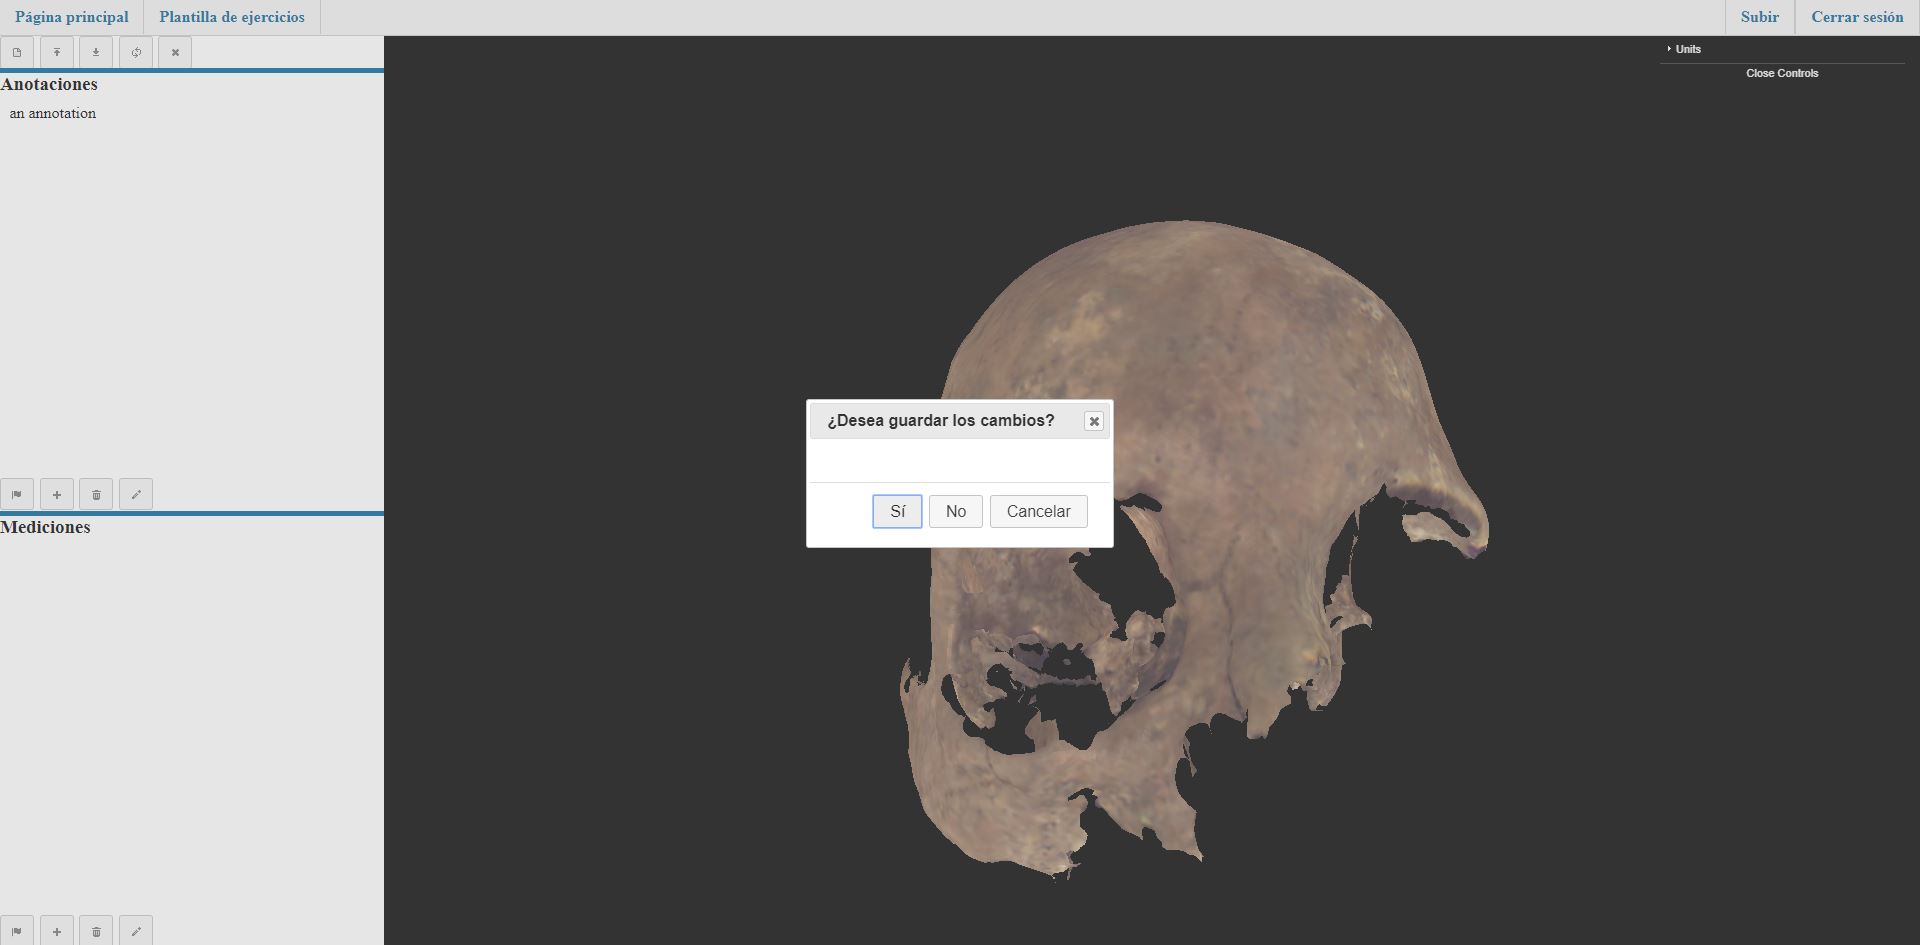 Página principal
Plantilla de ejercicios
Subir
Cerrar sesión
Anotaciones
an annotation
Mediciones
Units
Close Controls
¿Desea guardar los cambios?
Sí
No
Cancelar